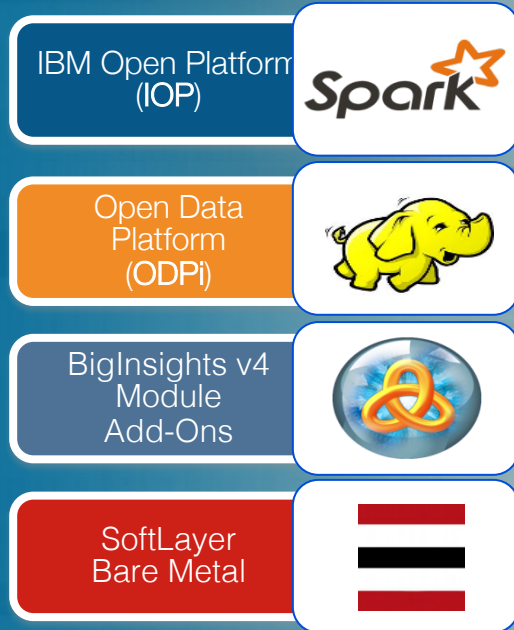 IBM Open Platform
(IOP)
Spark
Open Data
Platform
(ODPi)
BigInsights v4
Module
Add-Ons
SoftLayer
Bare Metal